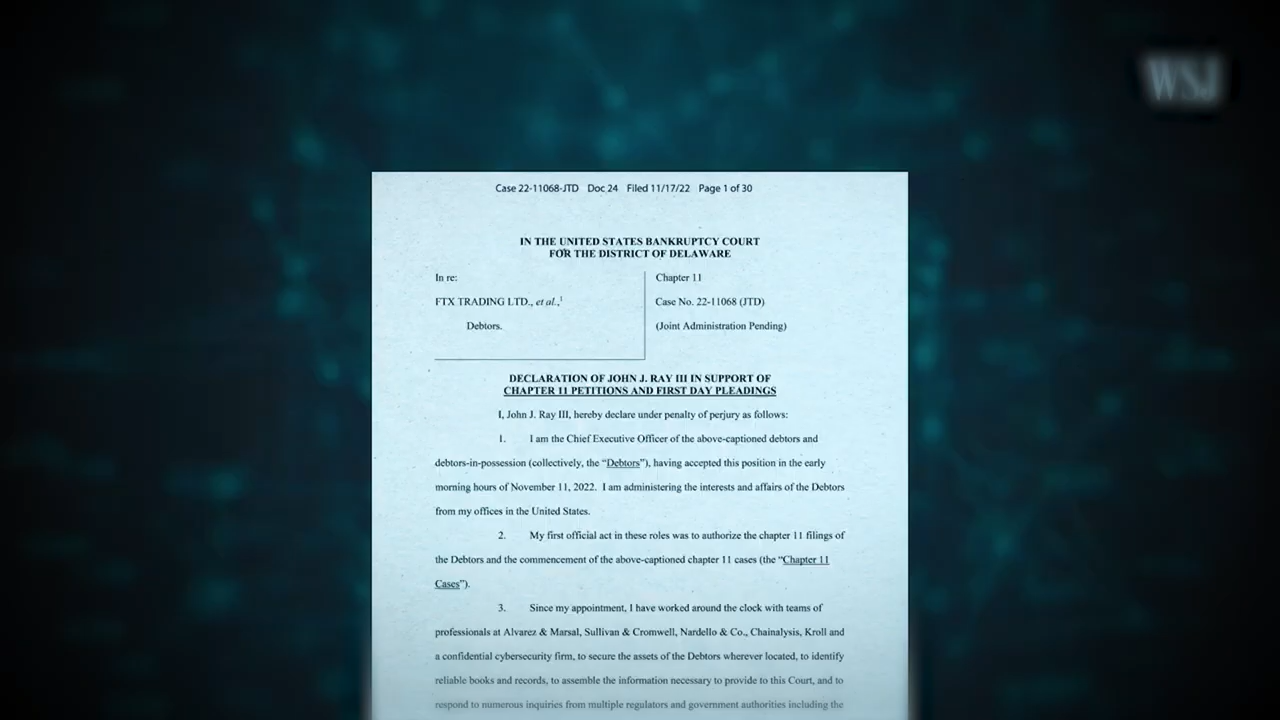 WSJ
Case 22-11068-JTD Doc 24 Filed 11/17/22 Page 1 of 30
IN THE UNITED STATES BANKRUPTCY COURT
FOR THE DISTRICT OF DELAWARE
In re:
FTX TRADING LTD., et al.,1
Debtors.
Chapter 11
Case No. 22-11068 (JTD)
(Joint Administration Pending)
DECLARATION OF JOHN J. RAY III IN SUPPORT OF
CHAPTER 11 PETITIONS AND FIRST DAY PLEADINGS
I, John J. Ray III, hereby declare under penalty of perjury as follows:
1. I am the Chief Executive Officer of the above-captioned debtors and
debtors-in-possession (collectively, the “Debtors”), having accepted this position in the early
morning hours of November 11, 2022. I am administering the interests and affairs of the Debtors
from my offices in the United States.
2. My first official act in these roles was to authorize the chapter 11 filings of
the Debtors and the commencement of the above-captioned chapter 11 cases (the “Chapter 11
Cases”).
3. Since my appointment, I have worked around the clock with teams of
professionals at Alvarez & Marsal, Sullivan & Cromwell, Nardello & Co., Chainalysis, Kroll and
a confidential cybersecurity firm, to secure the assets of the Debtors wherever located, to identify
reliable books and records, to assemble the information necessary to provide to this Court, and to
respond to numerous inquiries from multiple regulators and government authorities including the